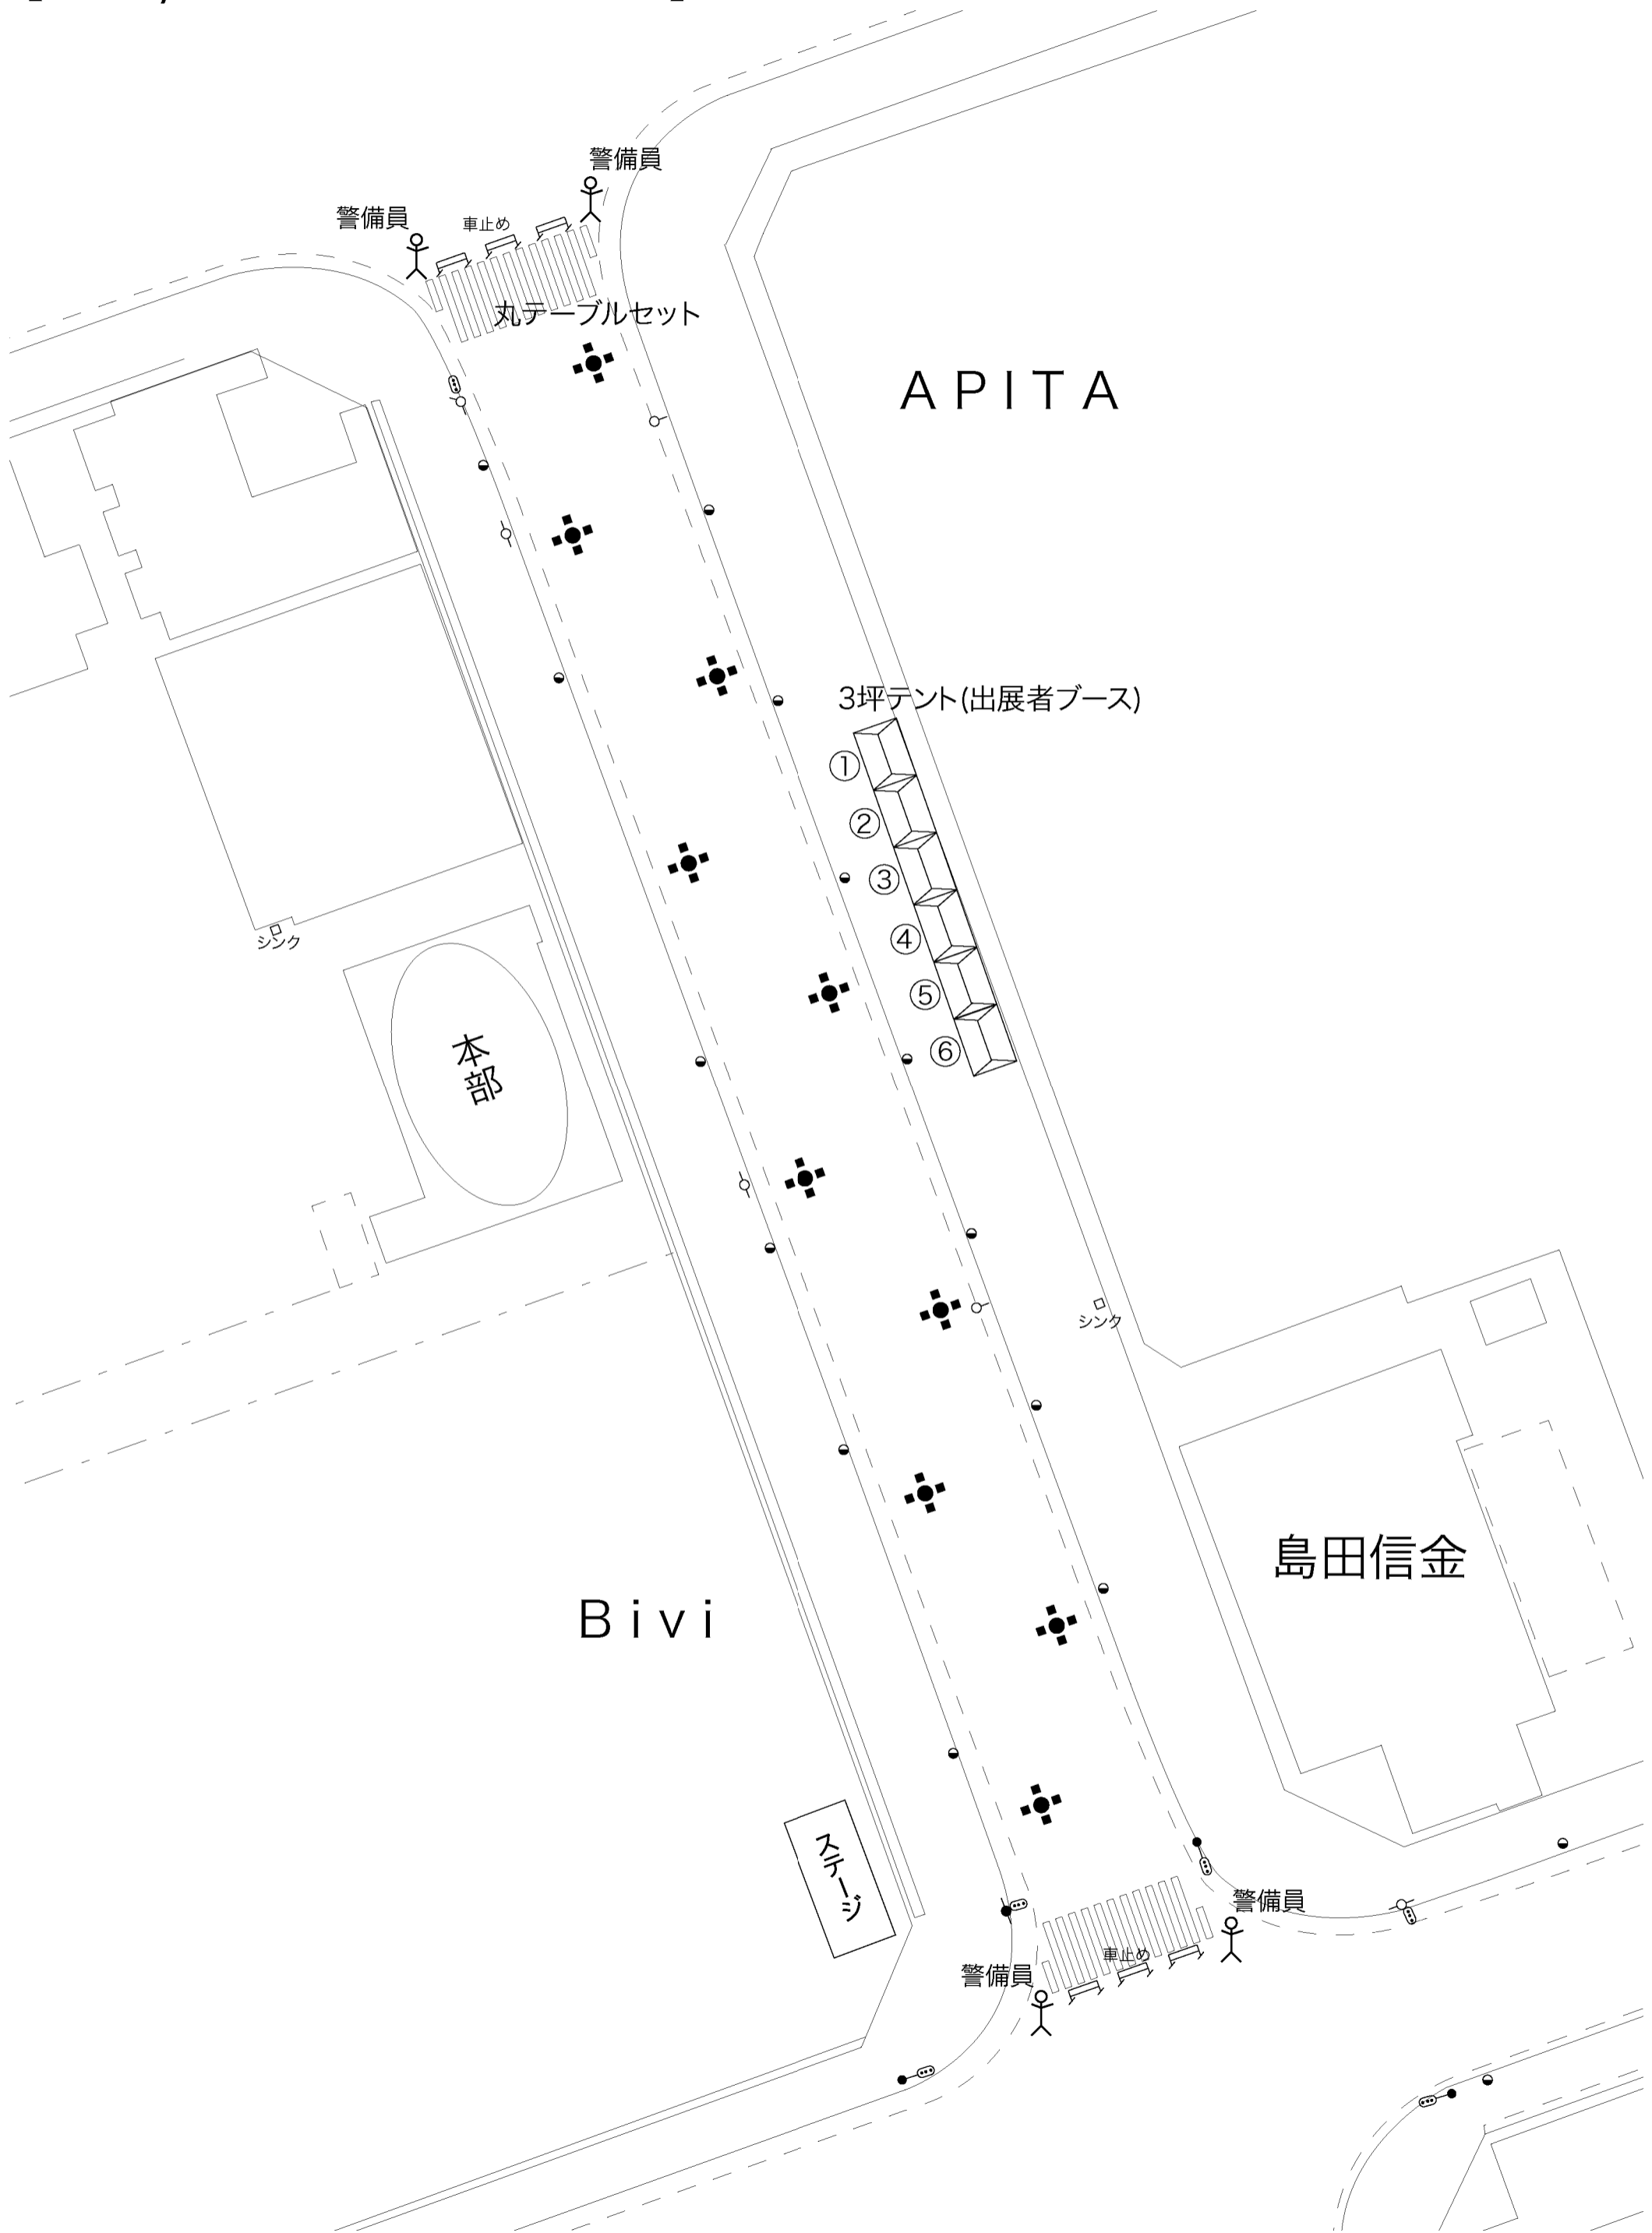 警備員
警備員
車止め
丸テーブルセット
APITA
3坪テント(出展者ブース)
①
②
③
④
⑤
⑥
シンク
本部
シンク
島田信金
Bivi
ステージ
警備員
車止め
警備員